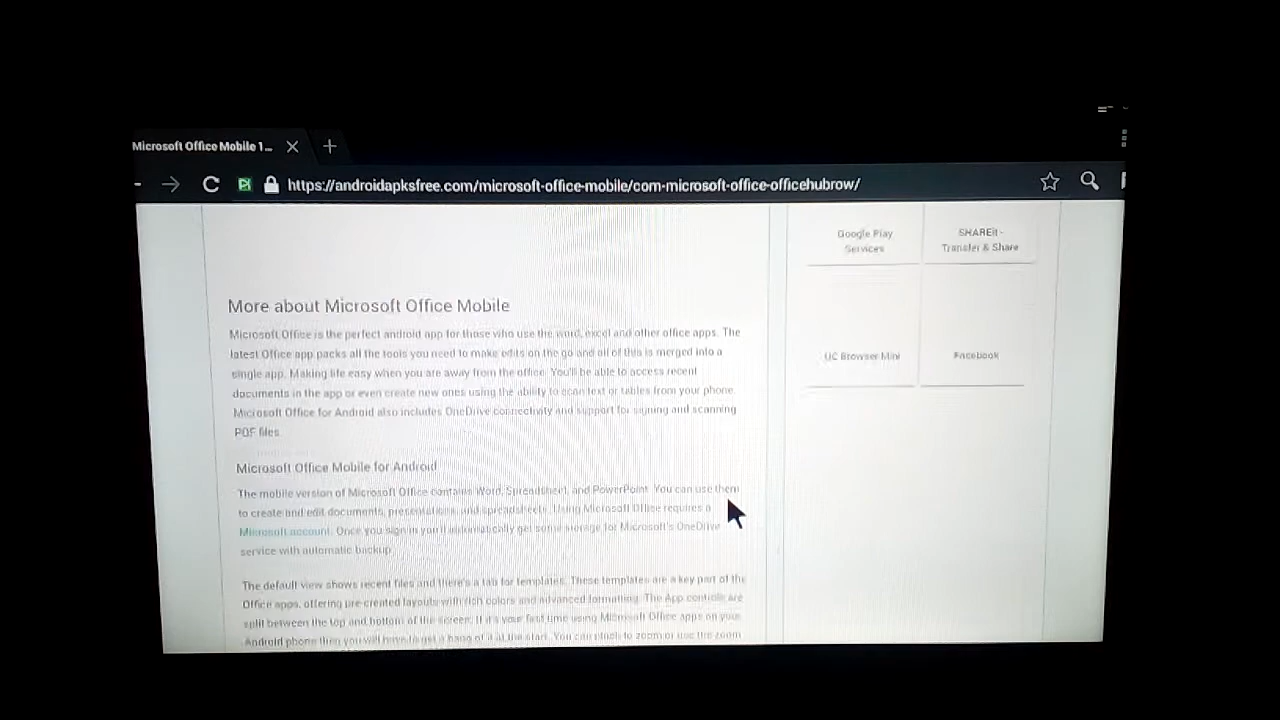 Microsoft Office Mobile 1...
https://androidapksfree.com/microsoft-office-mobile/com-microsoft-office-officehubrow/
Google Play
Services
SHAREit -
Transfer & Share
UC Browser Mini
Facebook
More about Microsoft Office Mobile
Microsoft Office is the perfect android app for those who use the word, excel and other office apps. The
latest Office app packs all the tools you need to make edits on the go and all of this is merged into a
single app. Making life easy when you are away from the office. You'll be able to access recent
documents in the app or even create new ones using the ability to scan text or tables from your phone.
Microsoft Office for Android also includes OneDrive connectivity and support for signing and scanning
PDF files.
Microsoft Office Mobile for Android
The mobile version of Microsoft Office contains Word, Spreadsheet, and PowerPoint. You can use them
to create and edit documents, presentations, and spreadsheets. Using Microsoft Office requires a
Microsoft account. Once you sign in you'll automatically get some storage for Microsoft's OneDrive
service with automatic backup.
The default view shows recent files and there's a tab for templates. These templates are a key part of the
Office apps, offering pre-created layouts with rich colors and advanced formatting. The App controls are
split between the top and bottom of the screen. If it's your first time using Microsoft Office apps on your
Android phone then you will have to get a hang of it at the start. You can pinch to zoom or use the zoom